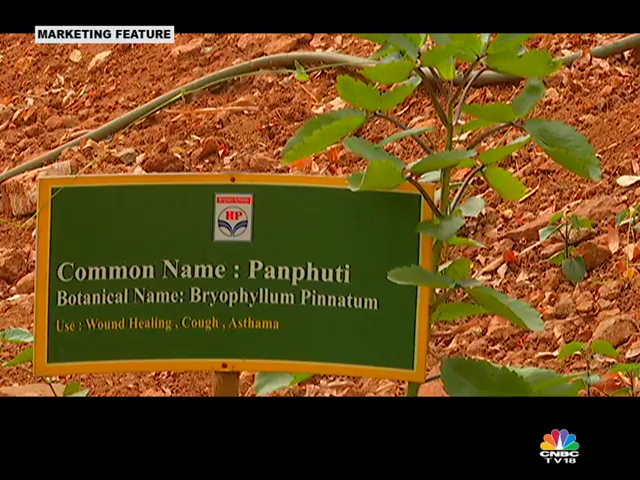 MARKETING FEATURE
HP
Common Name : Panphuti
Botanical Name: Bryophyllum Pinnatum
Use : Wound Healing , Cough , Asthama
CNBC
TV18